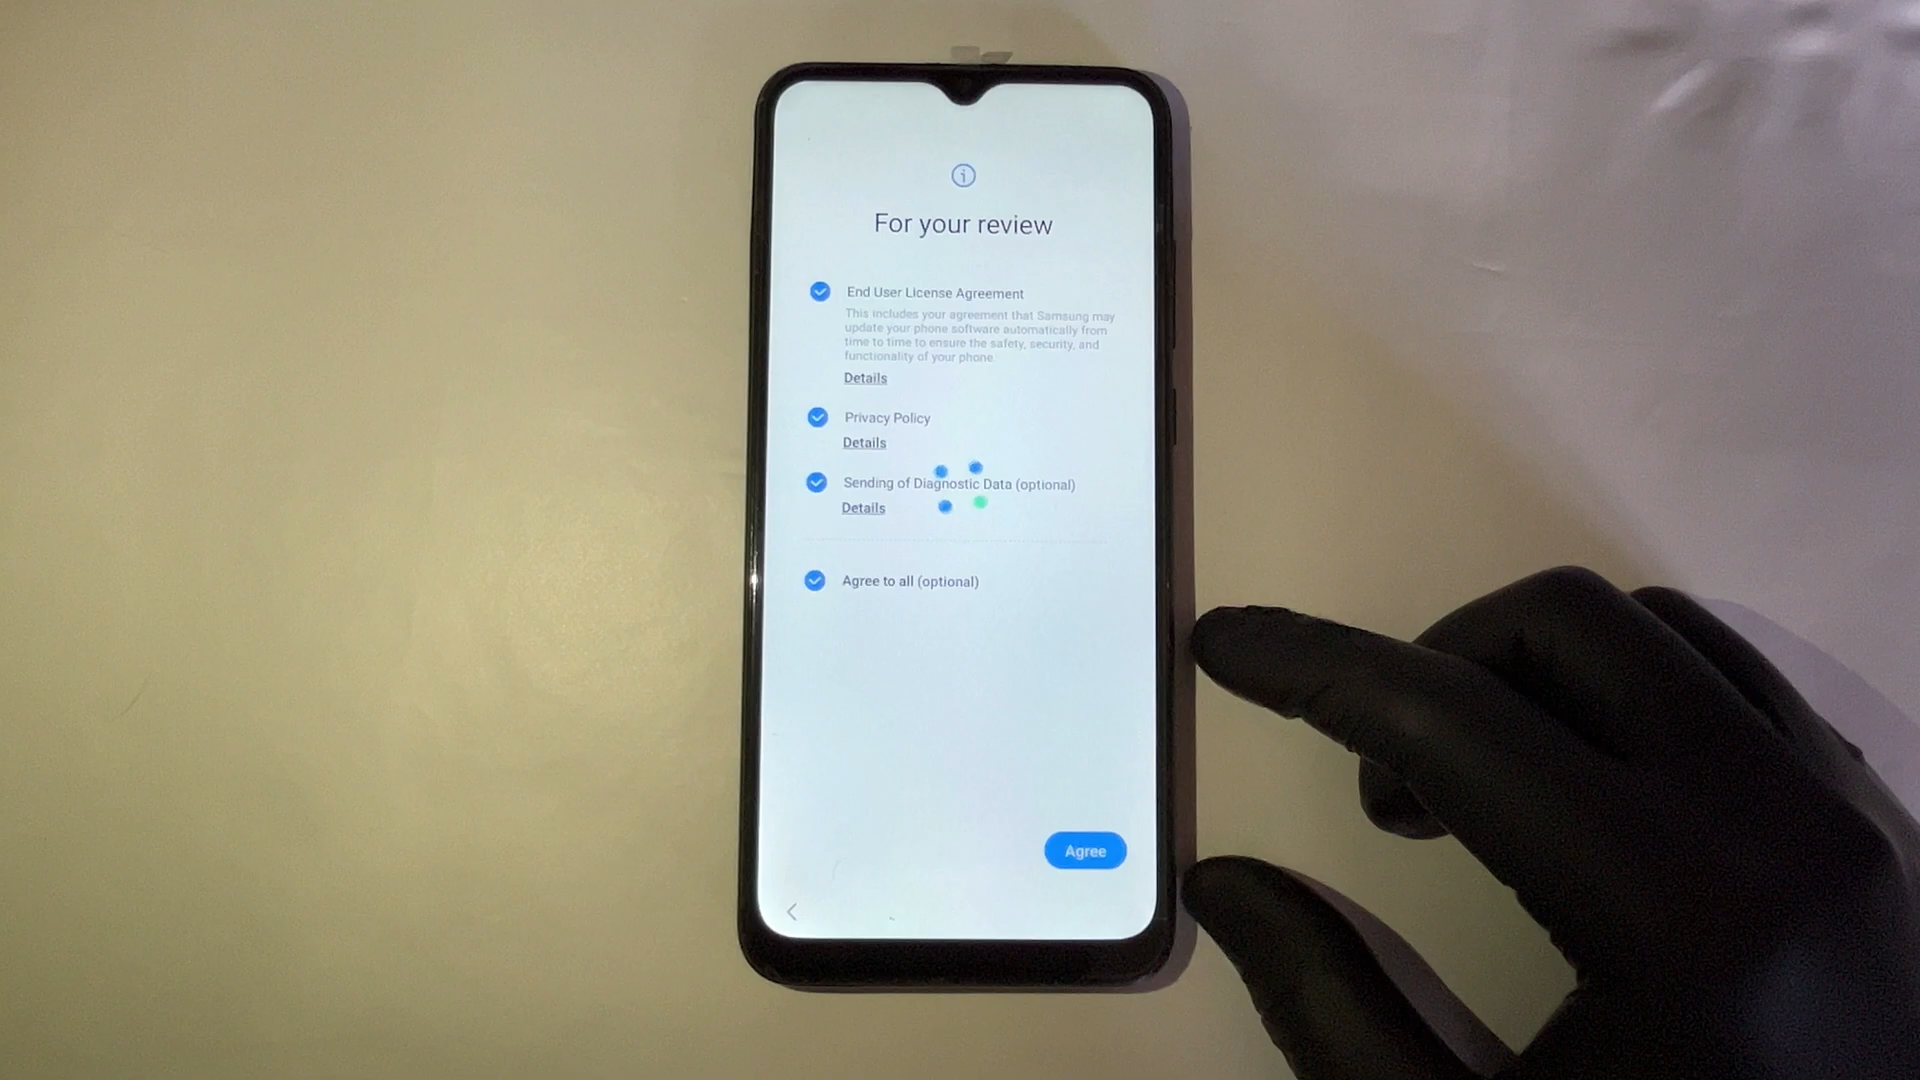 For your review
End User License Agreement
This includes your agreement that Samsung may
update your phone software automatically from
time to time to ensure the safety, security, and
functionality of your phone.
Details
Privacy Policy
Details
Sending of Diagnostic Data (optional)
Details
Agree to all (optional)
Agree